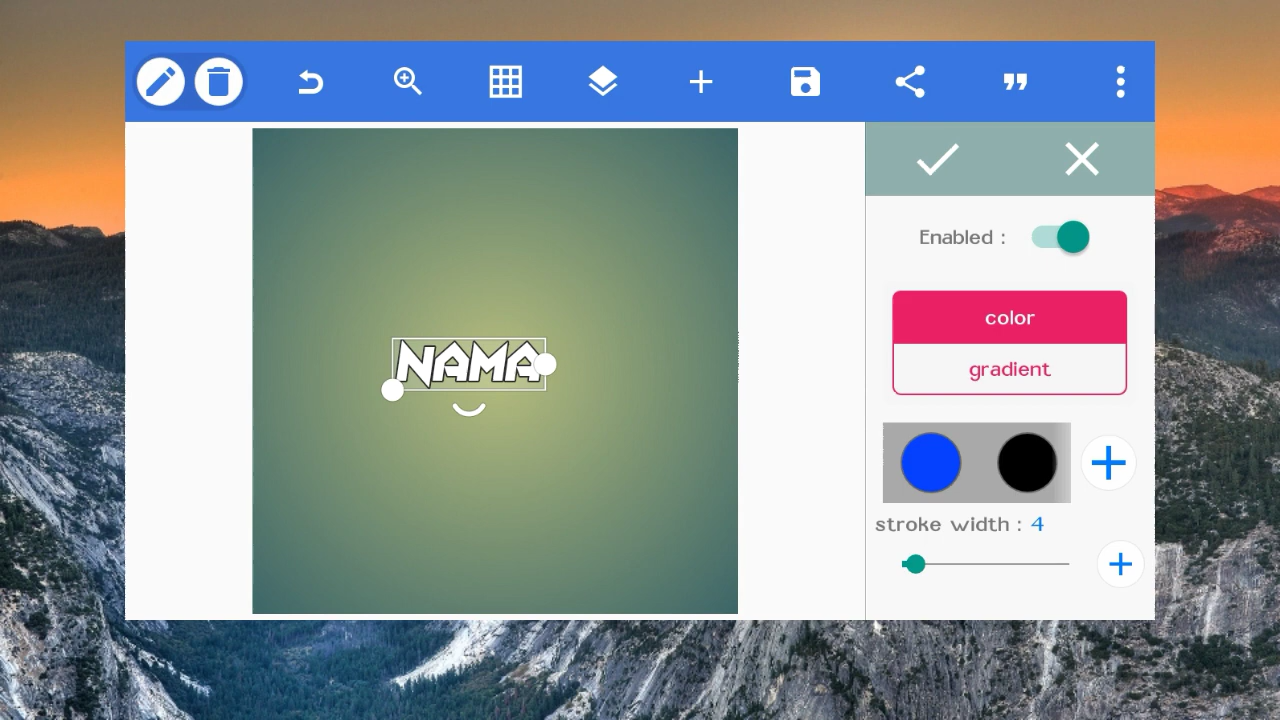 Enabled :
color
gradient
NAMA
stroke width : 4